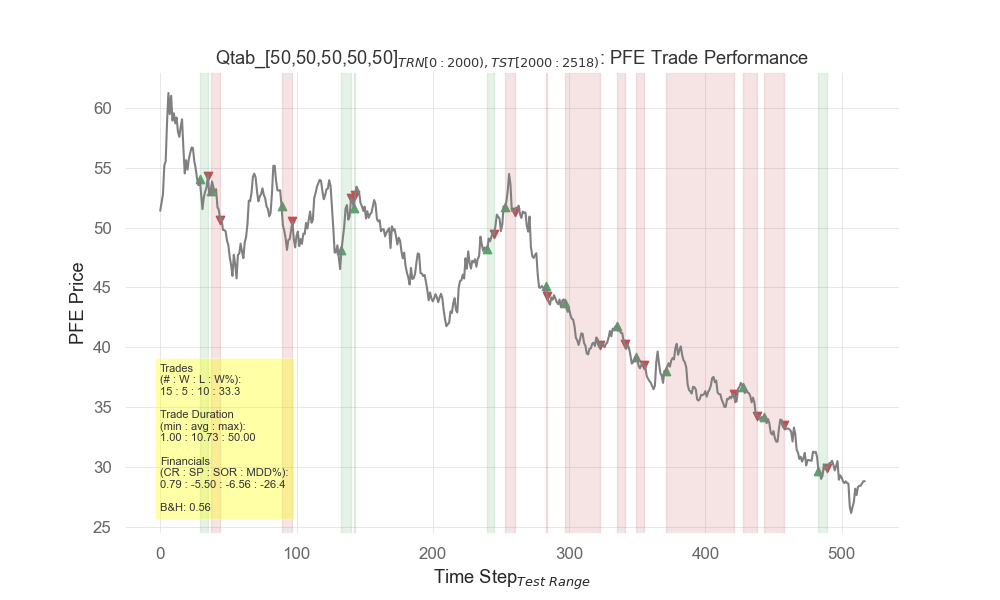 Qtab_[50,50,50,50,50]TRN[0:2000),TST[2000:2518): PFE Trade Performance
PFE Price
60
55
50
45
40
35
30
25
Trades
(# : W : L : W%):
15 : 5 : 10 : 33.3
Trade Duration
(min : avg : max):
1.00 : 10.73 : 50.00
Financials
(CR : SP : SOR : MDD%):
0.79 : -5.50 : -6.56 : -26.4
B&H: 0.56
0 100 200 300 400 500
Time StepTest Range